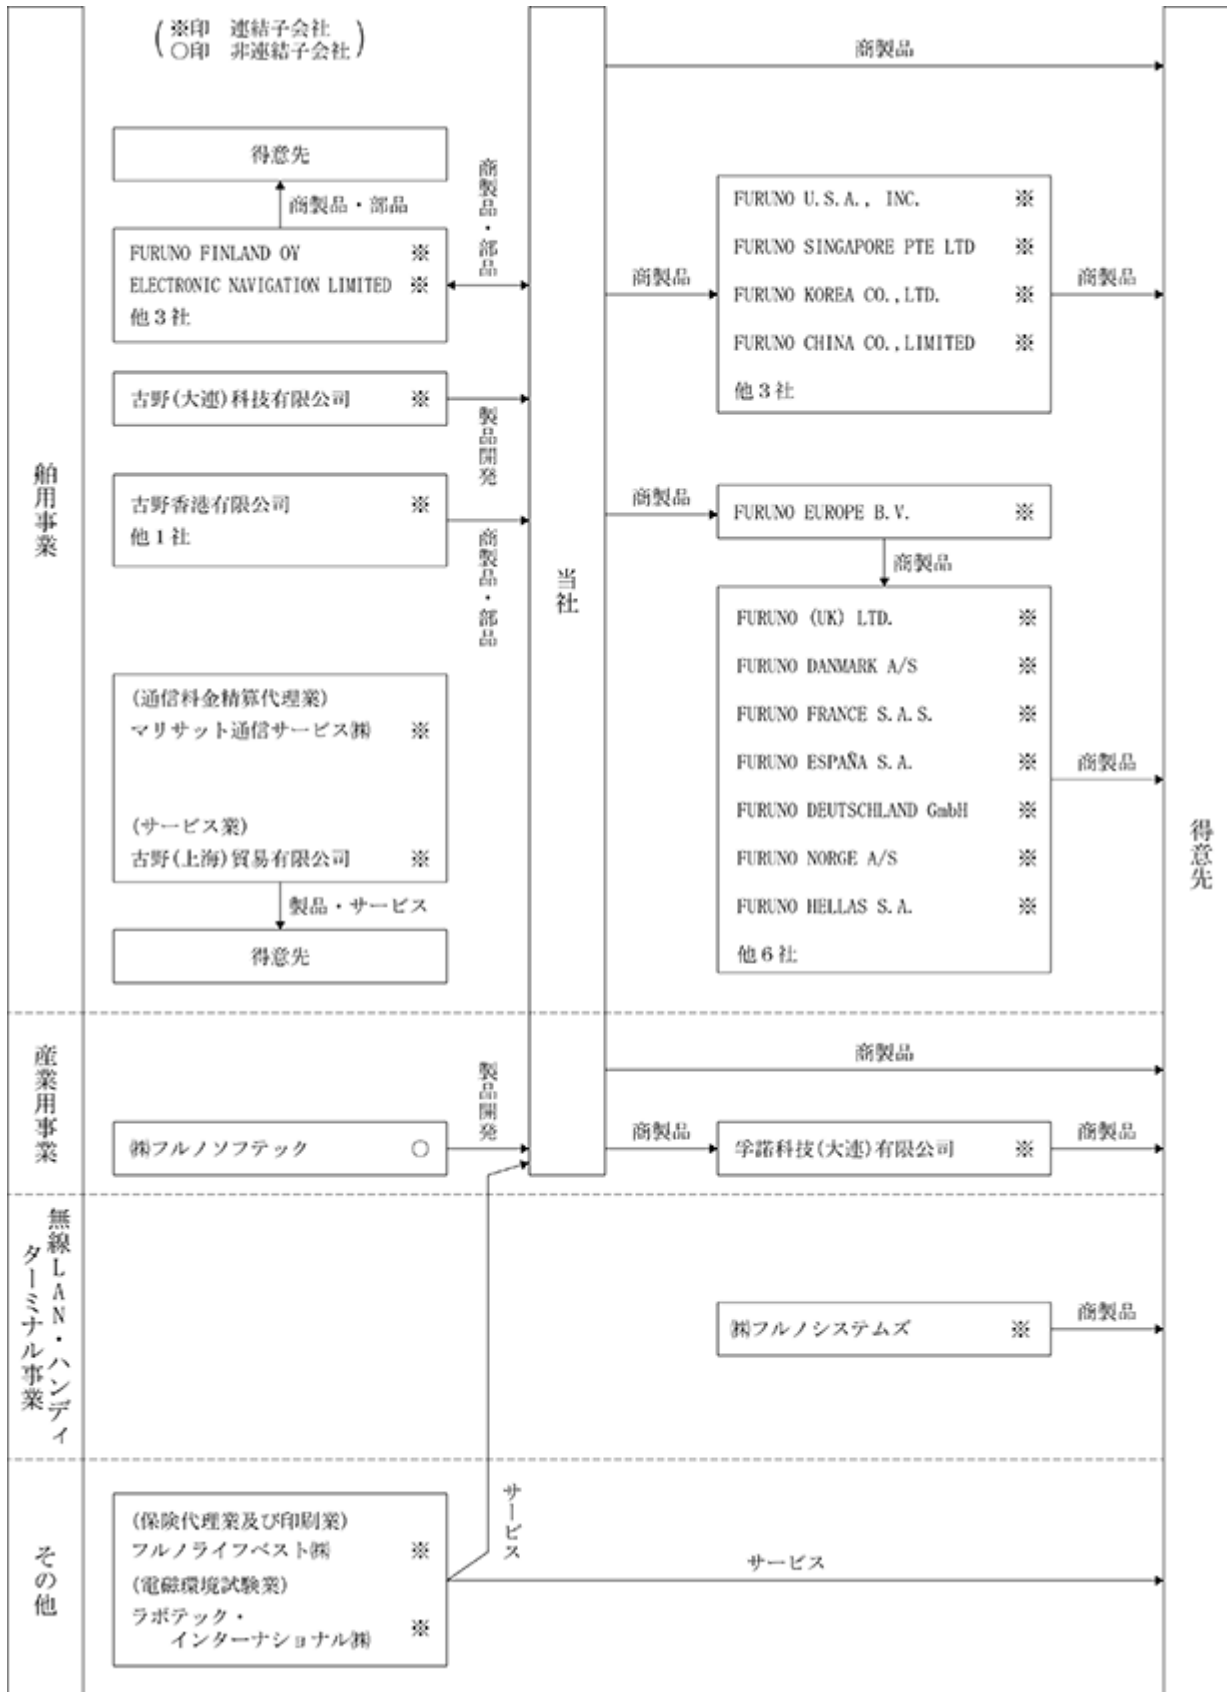 ※印 連結子会社
○印 非連結子会社
舶用事業
得意先
商製品・部品
FURUNO FINLAND OY ※
ELECTRONIC NAVIGATION LIMITED ※
他3社
商製品・部品
古野(大連)科技有限公司 ※
製品開発
古野香港有限公司 ※
他1社
商製品・部品
(通信料金精算代理業)
マリサット通信サービス㈱ ※
(サービス業)
古野(上海)貿易有限公司 ※
製品・サービス
得意先
当社
商製品
商製品
FURUNO U.S.A., INC. ※
FURUNO SINGAPORE PTE LTD ※
FURUNO KOREA CO.,LTD. ※
FURUNO CHINA CO.,LIMITED ※
他3社
商製品
商製品
FURUNO EUROPE B.V. ※
商製品
FURUNO (UK) LTD. ※
FURUNO DANMARK A/S ※
FURUNO FRANCE S.A.S. ※
FURUNO ESPAÑA S.A. ※
FURUNO DEUTSCHLAND GmbH ※
FURUNO NORGE A/S ※
FURUNO HELLAS S.A. ※
他6社
商製品
得意先
産業用事業
㈱フルノソフテック ○
製品開発
商製品
商製品
孚諾科技(大連)有限公司 ※
商製品
無線LAN・ハンディ
ターミナル事業
㈱フルノシステムズ ※
商製品
その他
(保険代理業及び印刷業)
フルノライフベスト㈱ ※
(電磁環境試験業)
ラボテック・
インターナショナル㈱ ※
サービス
サービス